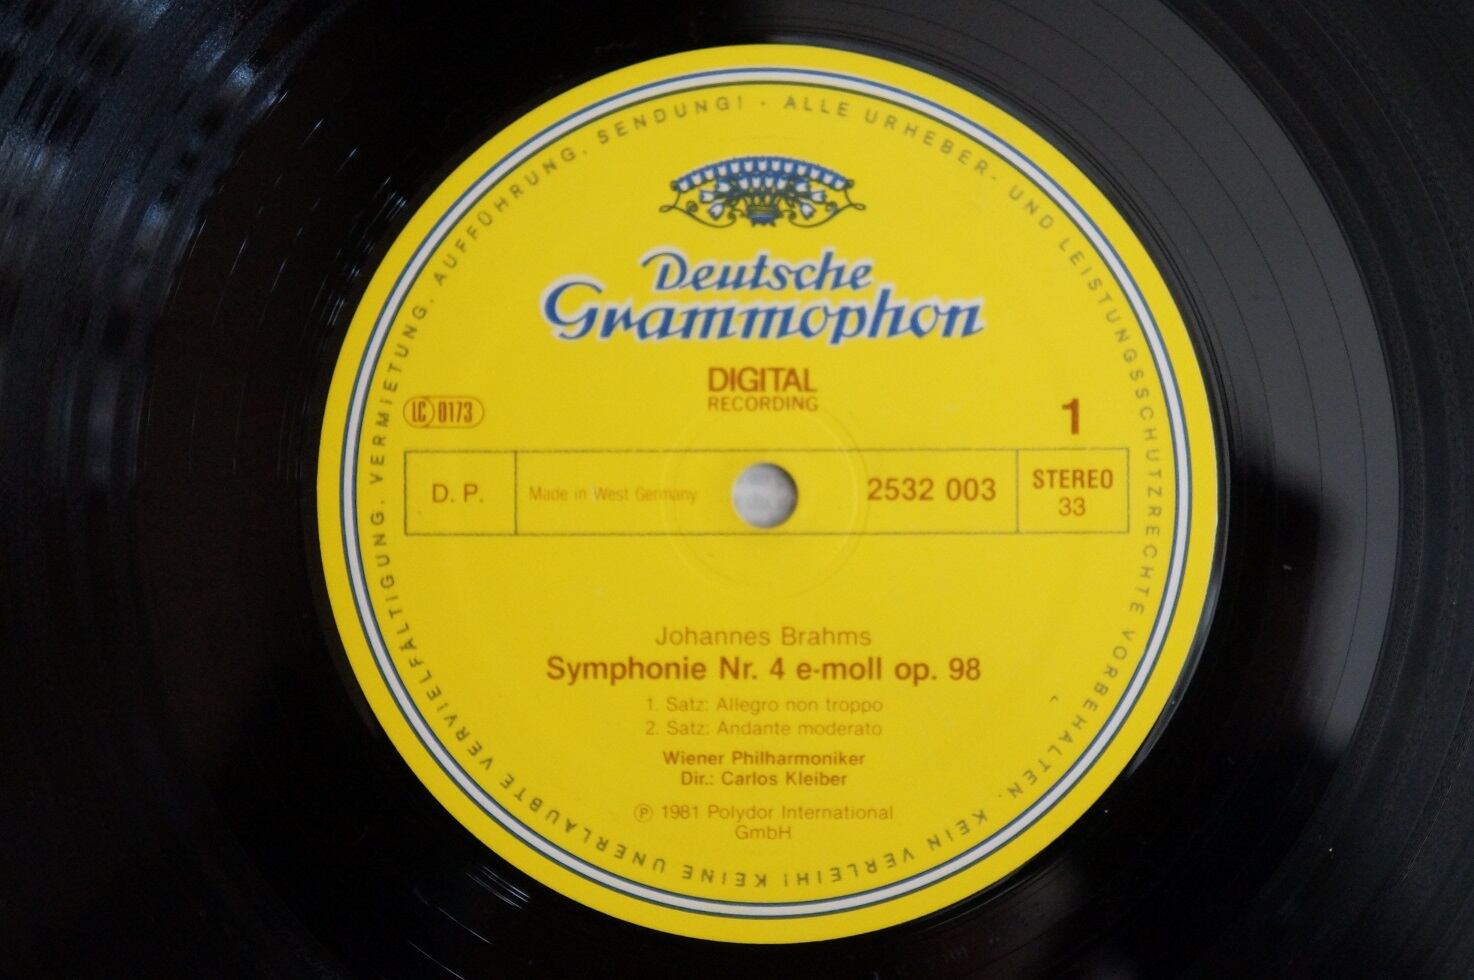 ALLE URHEBER- UND LEISTUNGSSCHUTZRECHTE VORBEHALTEN. KEIN VERLEIH! KEINE UNERLAUBTE VERVIELFÄLTIGUNG, VERMIETUNG, AUFFÜHRUNG, SENDUNG! ·
Deutsche
Grammophon
DIGITAL
RECORDING
LC 0173
1
D. P.
Made in West Germany
2532 003
STEREO
33
Johannes Brahms
Symphonie Nr. 4 e-moll op. 98
1. Satz: Allegro non troppo
2. Satz: Andante moderato
Wiener Philharmoniker
Dir.: Carlos Kleiber
Ⓟ 1981 Polydor International
GmbH